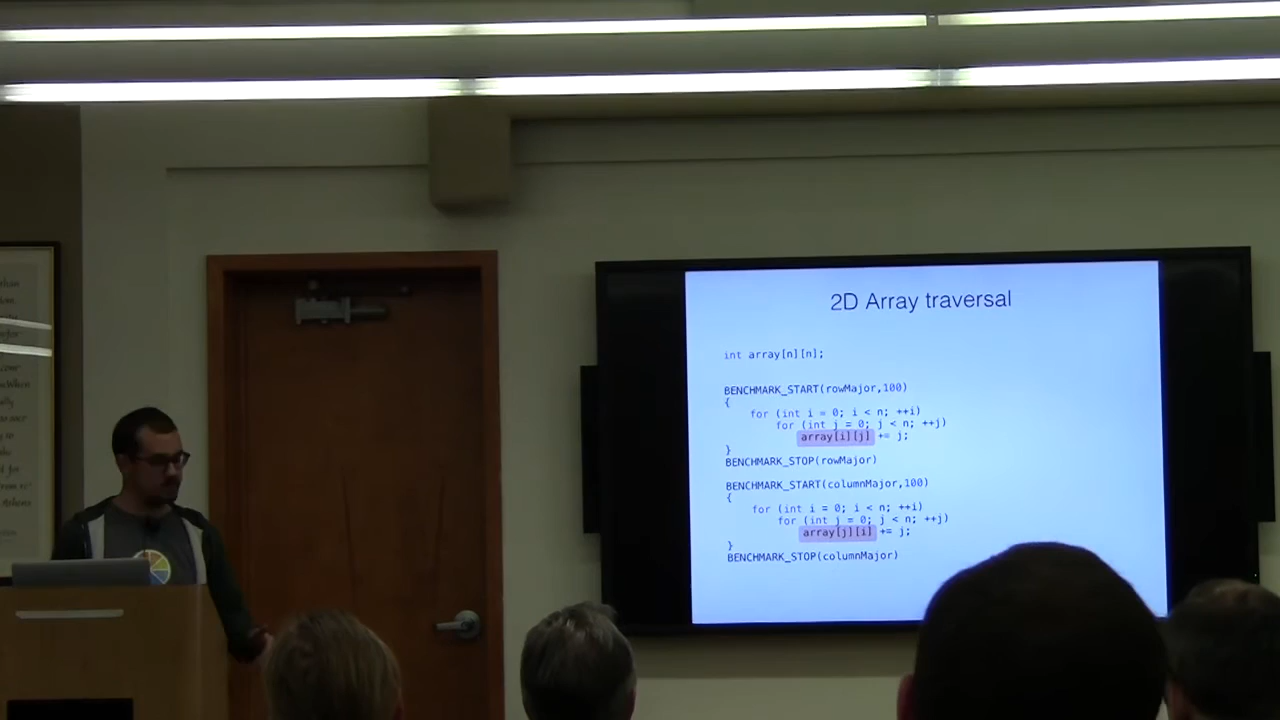 2D Array traversal
int array[n][n];
BENCHMARK_START(rowMajor,100)
{
for (int i = 0; i < n; ++i)
for (int j = 0; j < n; ++j)
array[i][j] += j;
}
BENCHMARK_STOP(rowMajor)
BENCHMARK_START(columnMajor,100)
{
for (int i = 0; i < n; ++i)
for (int j = 0; j < n; ++j)
array[j][i] += j;
}
BENCHMARK_STOP(columnMajor)